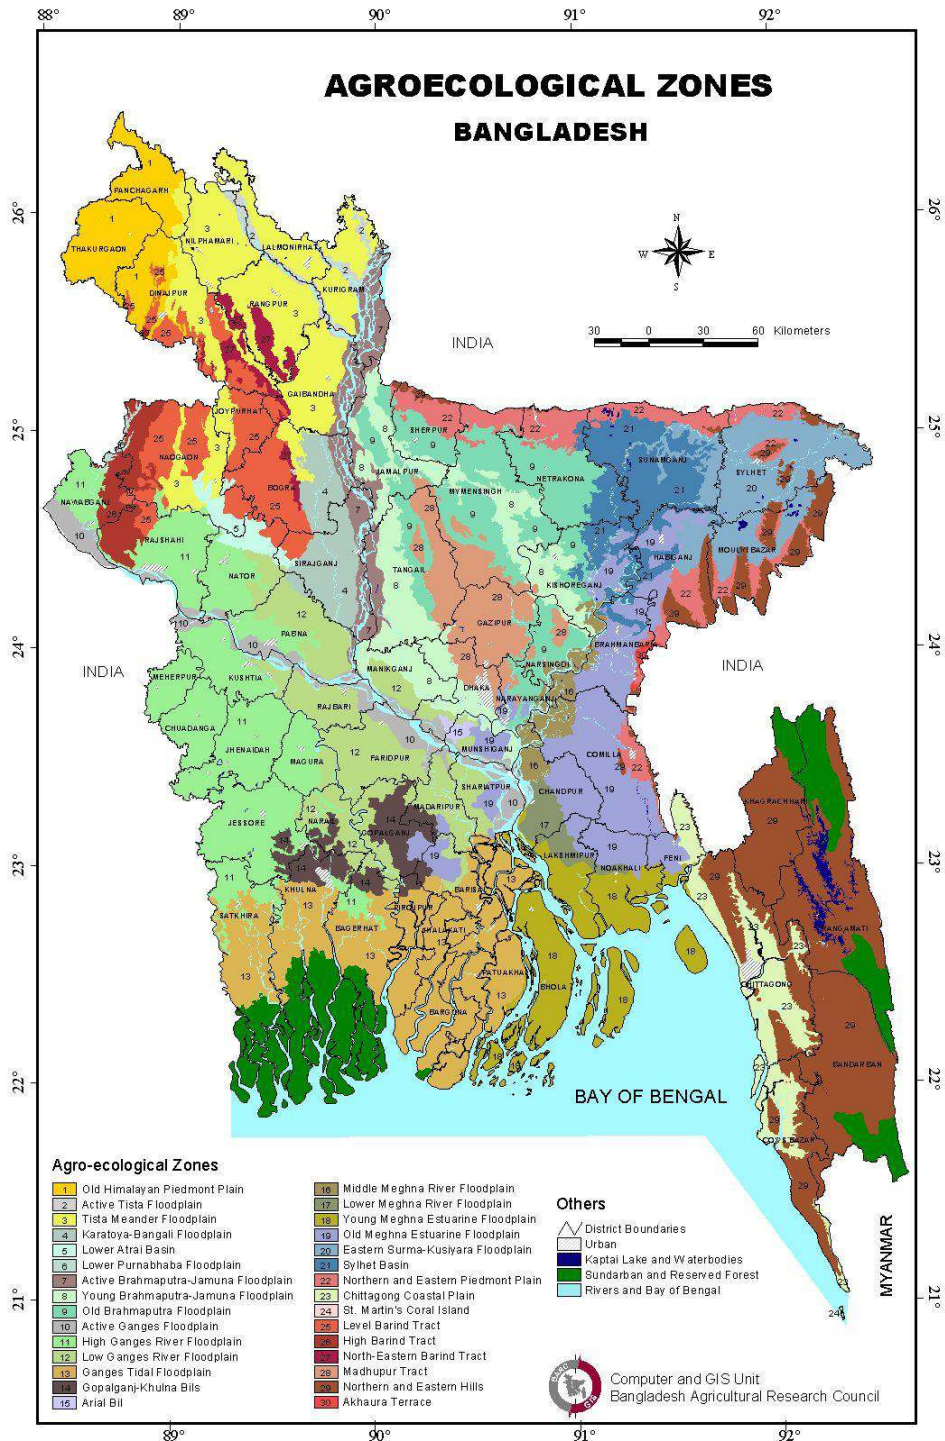 88° 89° 90° 91° 92°
AGROECOLOGICAL ZONES
BANGLADESH
26° 26°
N
W E
S
30 0 30 60 Kilometers
INDIA
PANCHAGARH
THAKURGAON
NILPHAMARI
LALMONIRHAT
DINAJPUR
RANGPUR
KURIGRAM
GAIBANDHA
JOYPURHAT
25° 25°
SHERPUR
NAOGAON
BOGRA
JAMALPUR
MYMENSINGH
NETRAKONA
SUNAMGANJ
SYLHET
NAWABGANJ
RAJSHAHI
NATOR
SIRAJGANJ
TANGAIL
KISHOREGANJ
HABIGANJ
MOULVI BAZAR
PABNA
GAZIPUR
24° 24°
INDIA
INDIA
BRAHMANBARIA
NARSINGDI
MEHERPUR
KUSHTIA
MANIKGANJ
DHAKA
NARAYANGANJ
RAJBARI
CHUADANGA
JHENAIDAH
MAGURA
FARIDPUR
MUNSHIGANJ
COMILLA
SHARIATPUR
CHANDPUR
MADARIPUR
JESSORE
NARAIL
GOPALGANJ
KHAGRACHHARI
LAKSHMIPUR
NOAKHALI
FENI
23° 23°
KHULNA
BARISAL
SATKHIRA
BAGERHAT
PIROJPUR
JHALAKATI
RANGAMATI
PATUAKHALI
BHOLA
BARGUNA
CHITTAGONG
BANDARBAN
22° 22°
BAY OF BENGAL
COX'S BAZAR
MYANMAR
21° 21°
Agro-ecological Zones
1 Old Himalayan Piedmont Plain
2 Active Tista Floodplain
3 Tista Meander Floodplain
4 Karatoya-Bangali Floodplain
5 Lower Atrai Basin
6 Lower Purnabhaba Floodplain
7 Active Brahmaputra-Jamuna Floodplain
8 Young Brahmaputra-Jamuna Floodplain
9 Old Brahmaputra Floodplain
10 Active Ganges Floodplain
11 High Ganges River Floodplain
12 Low Ganges River Floodplain
13 Ganges Tidal Floodplain
14 Gopalganj-Khulna Bils
15 Arial Bil
16 Middle Meghna River Floodplain
17 Lower Meghna River Floodplain
18 Young Meghna Estuarine Floodplain
19 Old Meghna Estuarine Floodplain
20 Eastern Surma-Kusiyara Floodplain
21 Sylhet Basin
22 Northern and Eastern Piedmont Plain
23 Chittagong Coastal Plain
24 St. Martin's Coral Island
25 Level Barind Tract
26 High Barind Tract
27 North-Eastern Barind Tract
28 Madhupur Tract
29 Northern and Eastern Hills
30 Akhaura Terrace
Others
District Boundaries
Urban
Kaptai Lake and Waterbodies
Sundarban and Reserved Forest
Rivers and Bay of Bengal
BARC
GIS
Computer and GIS Unit
Bangladesh Agricultural Research Council
89° 90° 91° 92°